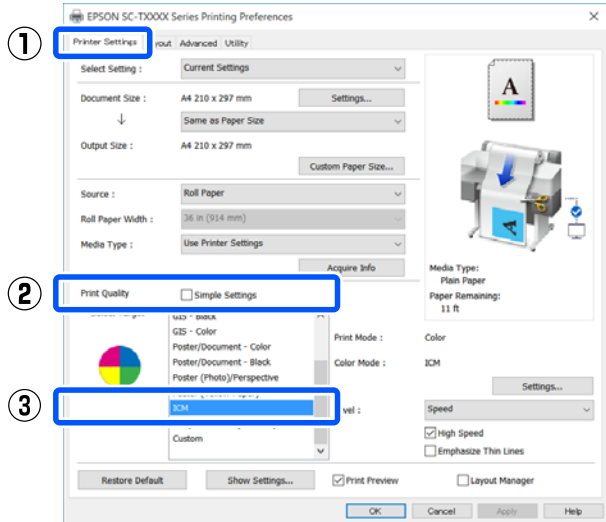 EPSON SC-TXXXX Series Printing Preferences
①
Printer Settings
yout
Advanced
Utility
Select Setting :
Current Settings
Document Size :
A4 210 x 297 mm
Settings...
Same as Paper Size
Output Size :
A4 210 x 297 mm
Custom Paper Size...
A
Source :
Roll Paper
Roll Paper Width :
36 in (914 mm)
Media Type :
Use Printer Settings
Acquire Info
Media Type:
Plain Paper
Paper Remaining:
11 ft
②
Print Quality
Simple Settings
GIS - Black
GIS - Color
Poster/Document - Color
Poster/Document - Black
Poster (Photo)/Perspective
③
ICM
Custom
Print Mode :
Color
Color Mode :
ICM
Settings...
vel :
Speed
High Speed
Emphasize Thin Lines
Restore Default
Show Settings...
Print Preview
Layout Manager
OK
Cancel
Apply
Help